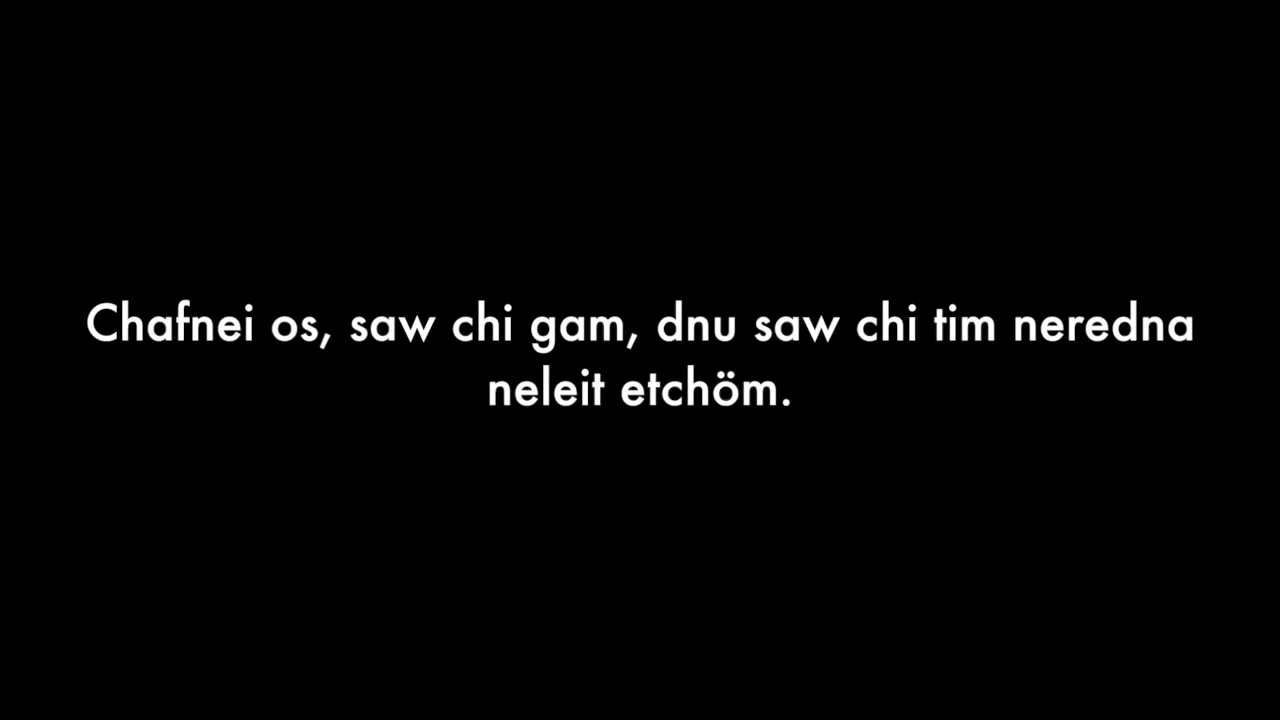 Chafnei os, saw chi gam, dnu saw chi tim neredna
neleit etchöm.